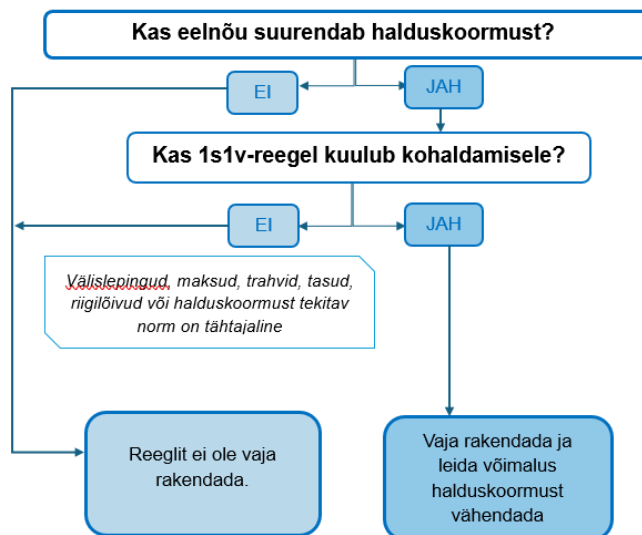 Kas eelnõu suurendab halduskoormust?
EI
JAH
Kas 1s1v-reegel kuulub kohaldamisele?
EI
JAH
Välislepingud, maksud, trahvid, tasud,
riigilõivud või halduskoormust tekitav
norm on tähtajaline
Reeglit ei ole vaja
rakendada.
Vaja rakendada ja
leida võimalus
halduskoormust
vähendada